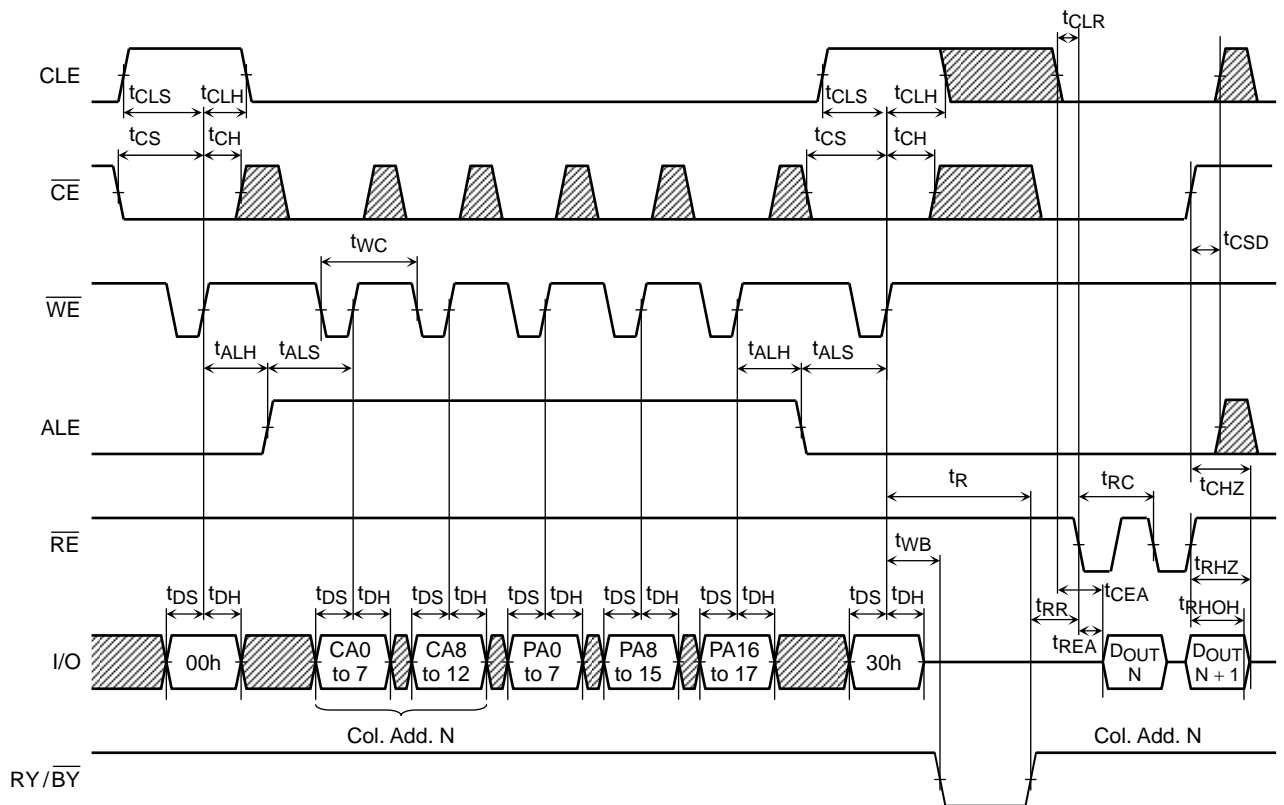 tCLR
CLE
tCLS tCLH tCLS tCLH
tCS tCH tCS tCH
CE
tWC tCSD
WE
tALH tALS tALH tALS
ALE
tR tRC tCHZ
RE
tWB tRHZ
tDS tDH tDS tDH tDS tDH tDS tDH tDS tDH tDS tDH tDS tDH tCEA
tRR tRHOH
tREA
I/O 00h CA0 to 7 CA8 to 12 PA0 to 7 PA8 to 15 PA16 to 17 30h DOUT N DOUT N + 1
Col. Add. N Col. Add. N
RY/BY